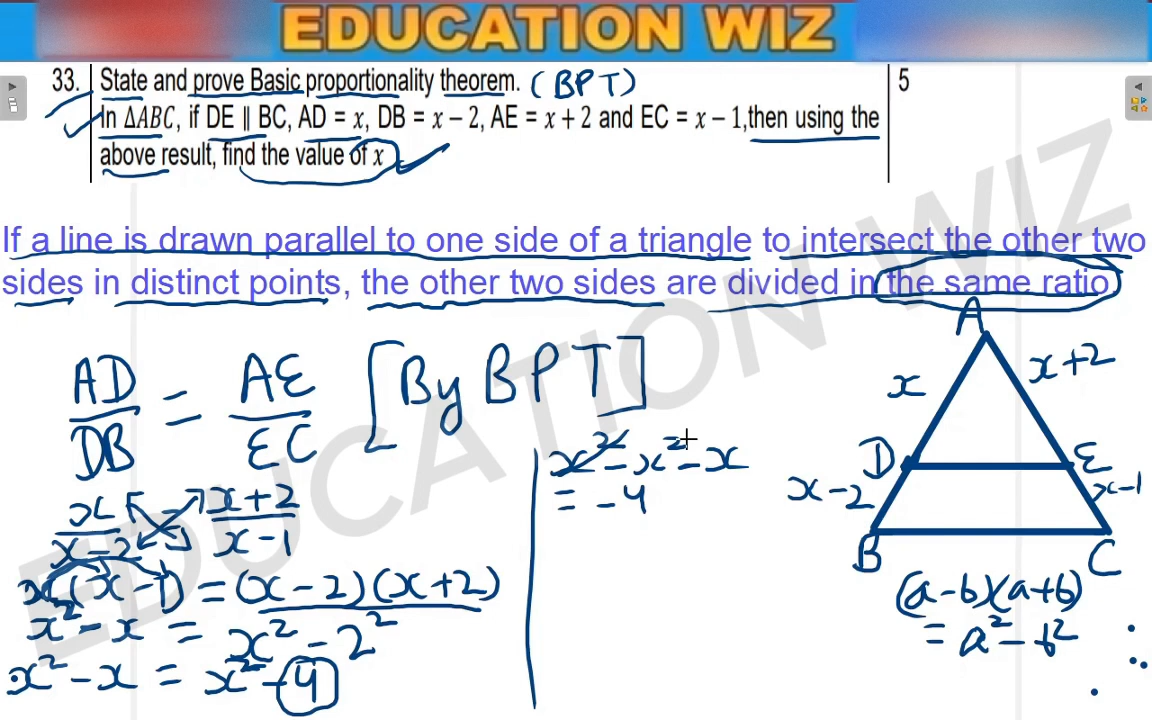 EDUCATION WIZ
33. State and prove Basic proportionality theorem. (BPT) 5
In ΔABC, if DE ∥ BC, AD = x, DB = x – 2, AE = x + 2 and EC = x – 1,then using the
above result, find the value of x
If a line is drawn parallel to one side of a triangle to intersect the other two
sides in distinct points, the other two sides are divided in the same ratio.
AD/DB = AE/EC [By BPT]
x/(x-2) = (x+2)/(x-1)
x(x-1) = (x-2)(x+2)
x² - x = x² - 2²
x² - x = x² - 4
x² - x² - x
= -4
A
x
x+2
D
E
x-2
x-1
B
C
(a-b)(a+b)
= a² - b²
EDUCATION WIZ